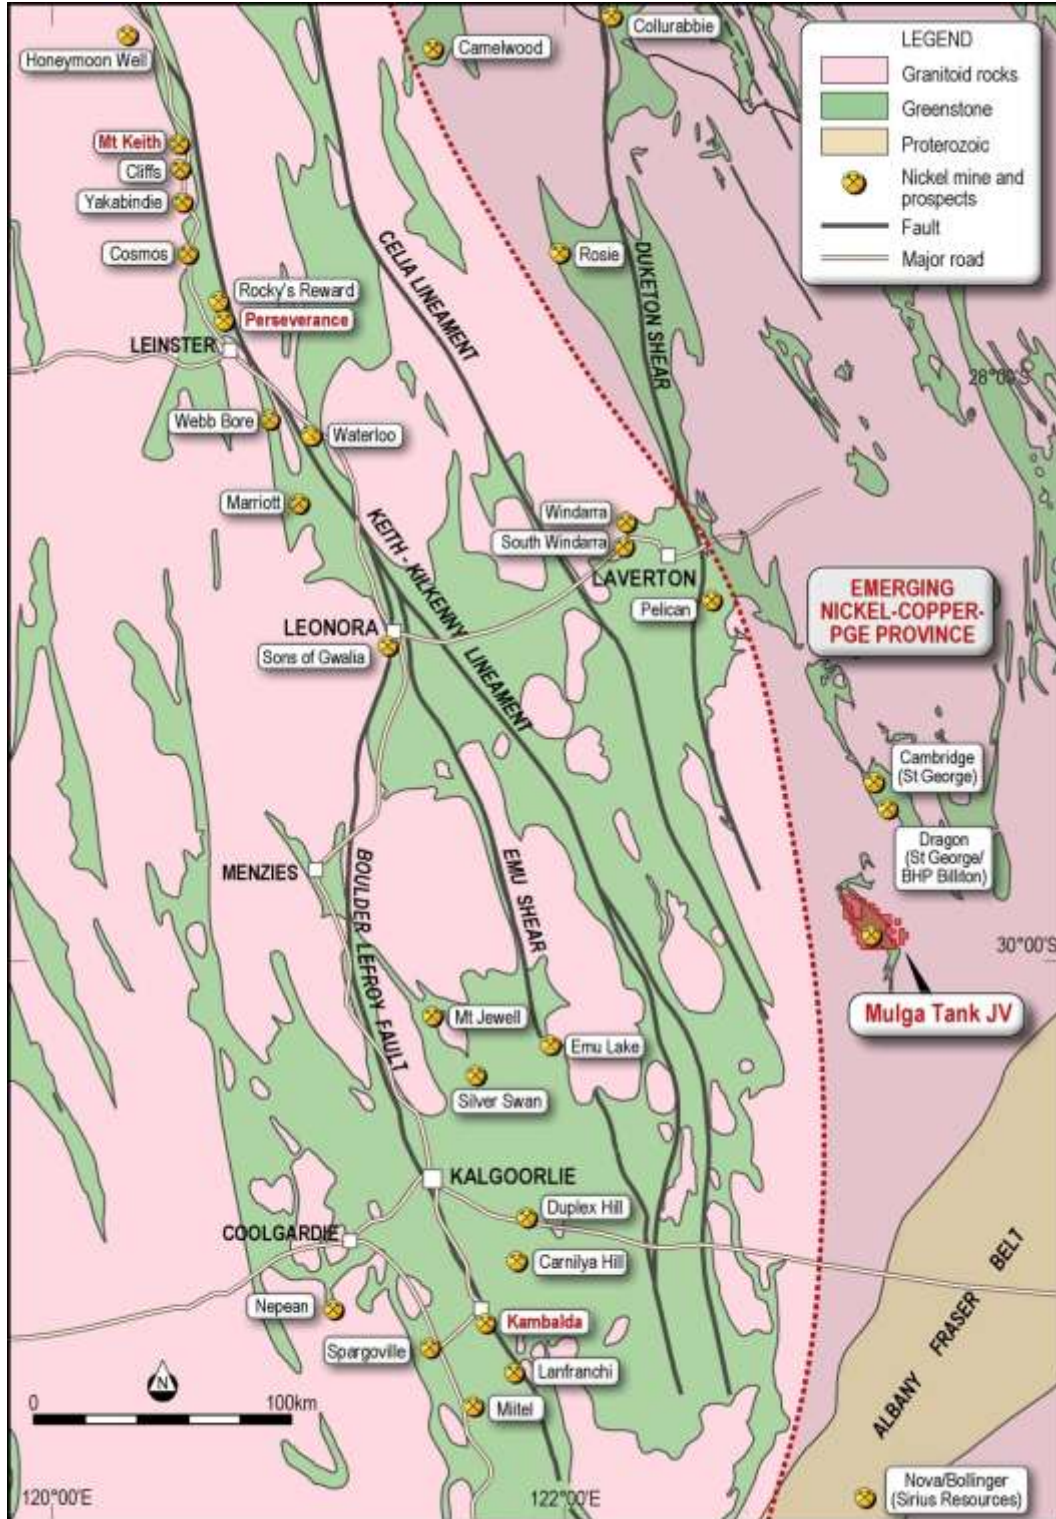 Honeymoon Well
Camelwood
Collurabbie
LEGEND
Granitoid rocks
Greenstone
Proterozoic
Nickel mine and
prospects
Fault
Major road
Mt Keith
Cliffs
Yakabindie
Cosmos
Rosie
Rocky's Reward
Perseverance
LEINSTER
CELIA LINEAMENT
DUKETON SHEAR
28°00'S
Webb Bore
Waterloo
Marriott
Windarra
South Windarra
LAVERTON
Pelican
KEITH - KILKENNY LINEAMENT
LEONORA
Sons of Gwalia
EMERGING
NICKEL-COPPER-
PGE PROVINCE
Cambridge
(St George)
Dragon
(St George/
BHP Billiton)
MENZIES
BOULDER LEFROY FAULT
EMU SHEAR
30°00'S
Mulga Tank JV
Mt Jewell
Emu Lake
Silver Swan
KALGOORLIE
Duplex Hill
COOLGARDIE
Carnilya Hill
Nepean
Kambalda
Spargoville
Lanfranchi
Miitel
ALBANY FRASER BELT
N
0 100km
120°00'E
122°00'E
Nova/Bollinger
(Sirius Resources)